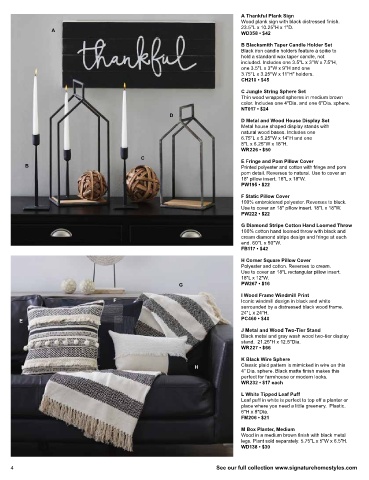 A
thankful
D
C
B
G
F
E
H
A Thankful Plank Sign
Wood plank sign with black distressed finish.
23.5"L x 10.25"H x 1"D.
WD358 • $42
B Blacksmith Taper Candle Holder Set
Black iron candle holders feature a spike to
hold a standard wax taper candle, not
included. Includes one 3.5"L x 3"W x 7.5"H,
one 3.5"L x 3"W x 9"H and one
3.75"L x 3.25"W x 11"H" holders.
CH210 • $45
C Jungle String Sphere Set
Thin wood wrapped spheres in medium brown
color. Includes one 4"Dia. and one 6"Dia. sphere.
NT017 • $24
D Metal and Wood House Display Set
Metal house shaped display stands with
natural wood bases. Includes one
6.75"L x 5.25"W x 14"H and one
8"L x 6.25"W x 18"H.
WR226 • $50
E Fringe and Pom Pillow Cover
Printed polyester and cotton with fringe and pom
pom detail. Reverses to natural. Use to cover an
18" pillow insert. 18"L x 18"W.
PW195 • $22
F Static Pillow Cover
100% embroidered polyester. Reverses to black.
Use to cover an 18" pillow insert. 18"L x 18"W.
PW222 • $22
G Diamond Stripe Cotton Hand Loomed Throw
100% cotton hand loomed throw with black and
cream diamond stripe design and fringe at each
end. 60"L x 50"W.
FB117 • $42
H Corner Square Pillow Cover
Polyester and cotton. Reverses to cream.
Use to cover an 18"L rectangular pillow insert.
18"L x 12"W.
PW267 • $16
I Wood Frame Windmill Print
Iconic windmill design in black and white
surrounded by a distressed black wood frame.
24"L x 24"H.
PC455 • $40
J Metal and Wood Two-Tier Stand
Black metal and gray wash wood two-tier display
stand. 21.25"H x 12.5"Dia.
WR227 • $66
K Black Wire Sphere
Classic plaid pattern is mimicked in wire on this
4" Dia. sphere. Black matte finish makes this
perfect for farmhouse or modern looks.
WR232 • $17 each
L White Tipped Leaf Puff
Leaf puff in white is perfect to top off a planter or
place where you need a little greenery. Plastic.
6"H x 8"Dia.
FM205 • $21
M Box Planter, Medium
Wood in a medium brown finish with black metal
legs. Plant sold separately. 5.75"L x 5"W x 6.5"H.
WD138 • $30
4
See our full collection www.signaturehomestyles.com